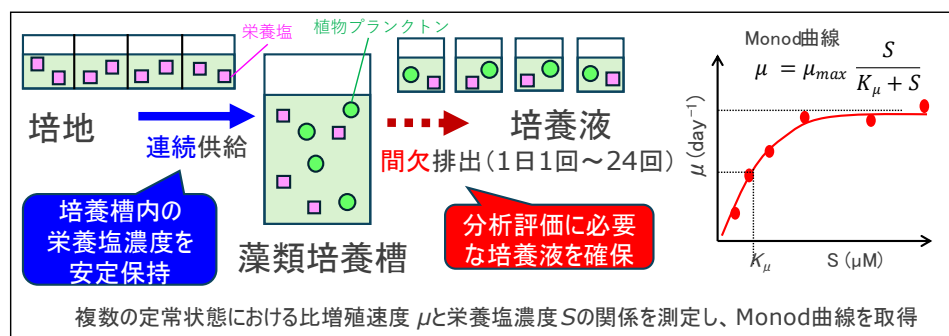 栄養塩
植物プランクトン
培地
連続供給
培養槽内の
栄養塩濃度を
安定保持
藻類培養槽
培養液
間欠排出(1日1回～24回)
分析評価に必要
な培養液を確保
Monod曲線
μ = μmax S / (Kμ + S)
μ (day⁻¹)
Kμ
S (μM)
複数の定常状態における比増殖速度 μと栄養塩濃度Sの関係を測定し、Monod曲線を取得